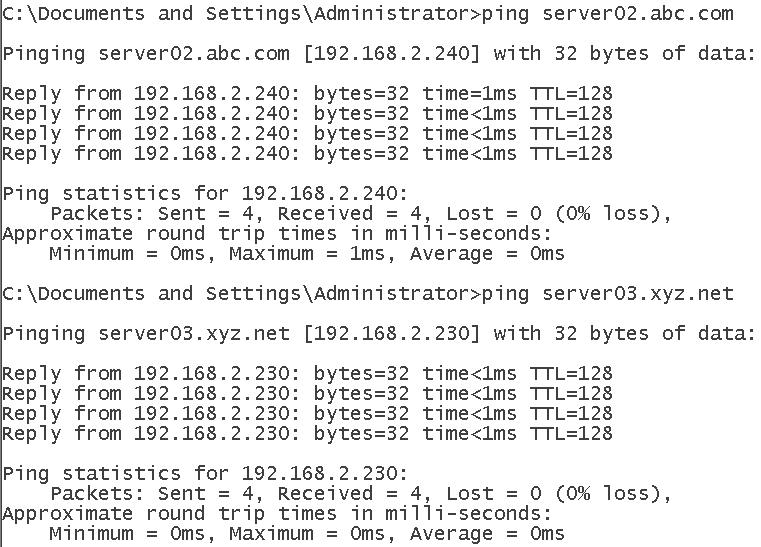 C:\Documents and Settings\Administrator>ping server02.abc.com
Pinging server02.abc.com [192.168.2.240] with 32 bytes of data:
Reply from 192.168.2.240: bytes=32 time=1ms TTL=128
Reply from 192.168.2.240: bytes=32 time<1ms TTL=128
Reply from 192.168.2.240: bytes=32 time<1ms TTL=128
Reply from 192.168.2.240: bytes=32 time<1ms TTL=128
Ping statistics for 192.168.2.240:
Packets: Sent = 4, Received = 4, Lost = 0 (0% loss),
Approximate round trip times in milli-seconds:
Minimum = 0ms, Maximum = 1ms, Average = 0ms
C:\Documents and Settings\Administrator>ping server03.xyz.net
Pinging server03.xyz.net [192.168.2.230] with 32 bytes of data:
Reply from 192.168.2.230: bytes=32 time<1ms TTL=128
Reply from 192.168.2.230: bytes=32 time<1ms TTL=128
Reply from 192.168.2.230: bytes=32 time<1ms TTL=128
Reply from 192.168.2.230: bytes=32 time<1ms TTL=128
Ping statistics for 192.168.2.230:
Packets: Sent = 4, Received = 4, Lost = 0 (0% loss),
Approximate round trip times in milli-seconds:
Minimum = 0ms, Maximum = 0ms, Average = 0ms